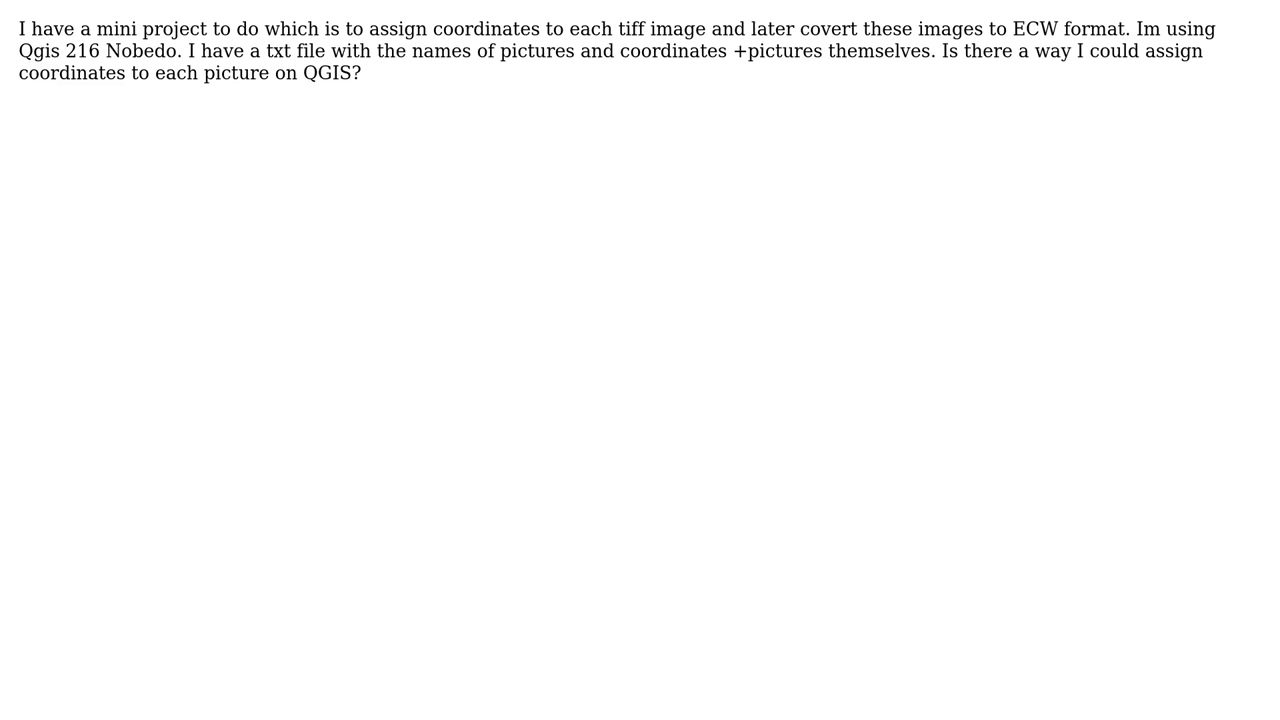 I have a mini project to do which is to assign coordinates to each tiff image and later covert these images to ECW format. Im using
Qgis 216 Nobedo. I have a txt file with the names of pictures and coordinates +pictures themselves. Is there a way I could assign
coordinates to each picture on QGIS?